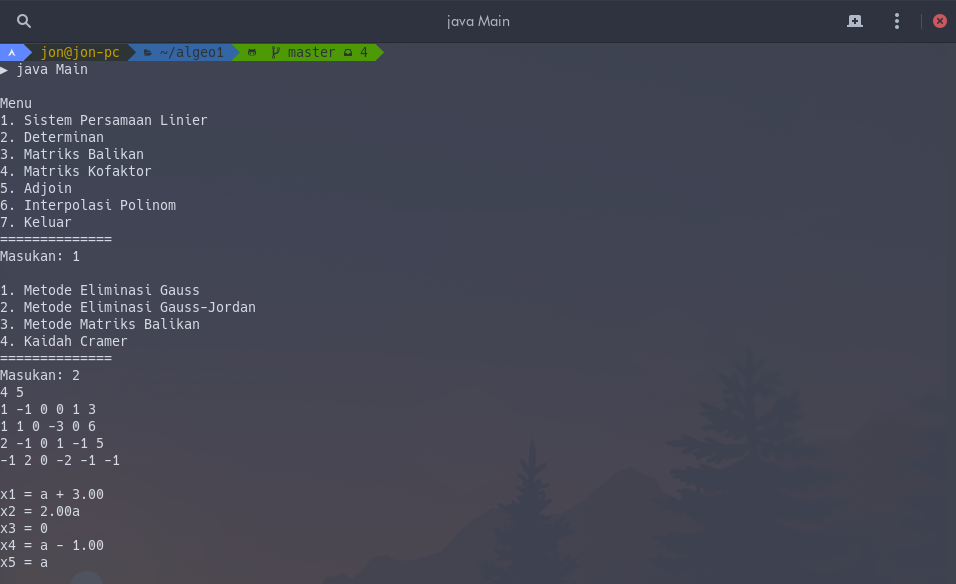 java Main
jon@jon-pc ~/algeo1 master 4
▶ java Main
Menu
1. Sistem Persamaan Linier
2. Determinan
3. Matriks Balikan
4. Matriks Kofaktor
5. Adjoin
6. Interpolasi Polinom
7. Keluar
==============
Masukan: 1
1. Metode Eliminasi Gauss
2. Metode Eliminasi Gauss-Jordan
3. Metode Matriks Balikan
4. Kaidah Cramer
==============
Masukan: 2
4 5
1 -1 0 0 1 3
1 1 0 -3 0 6
2 -1 0 1 -1 5
-1 2 0 -2 -1 -1
x1 = a + 3.00
x2 = 2.00a
x3 = 0
x4 = a - 1.00
x5 = a